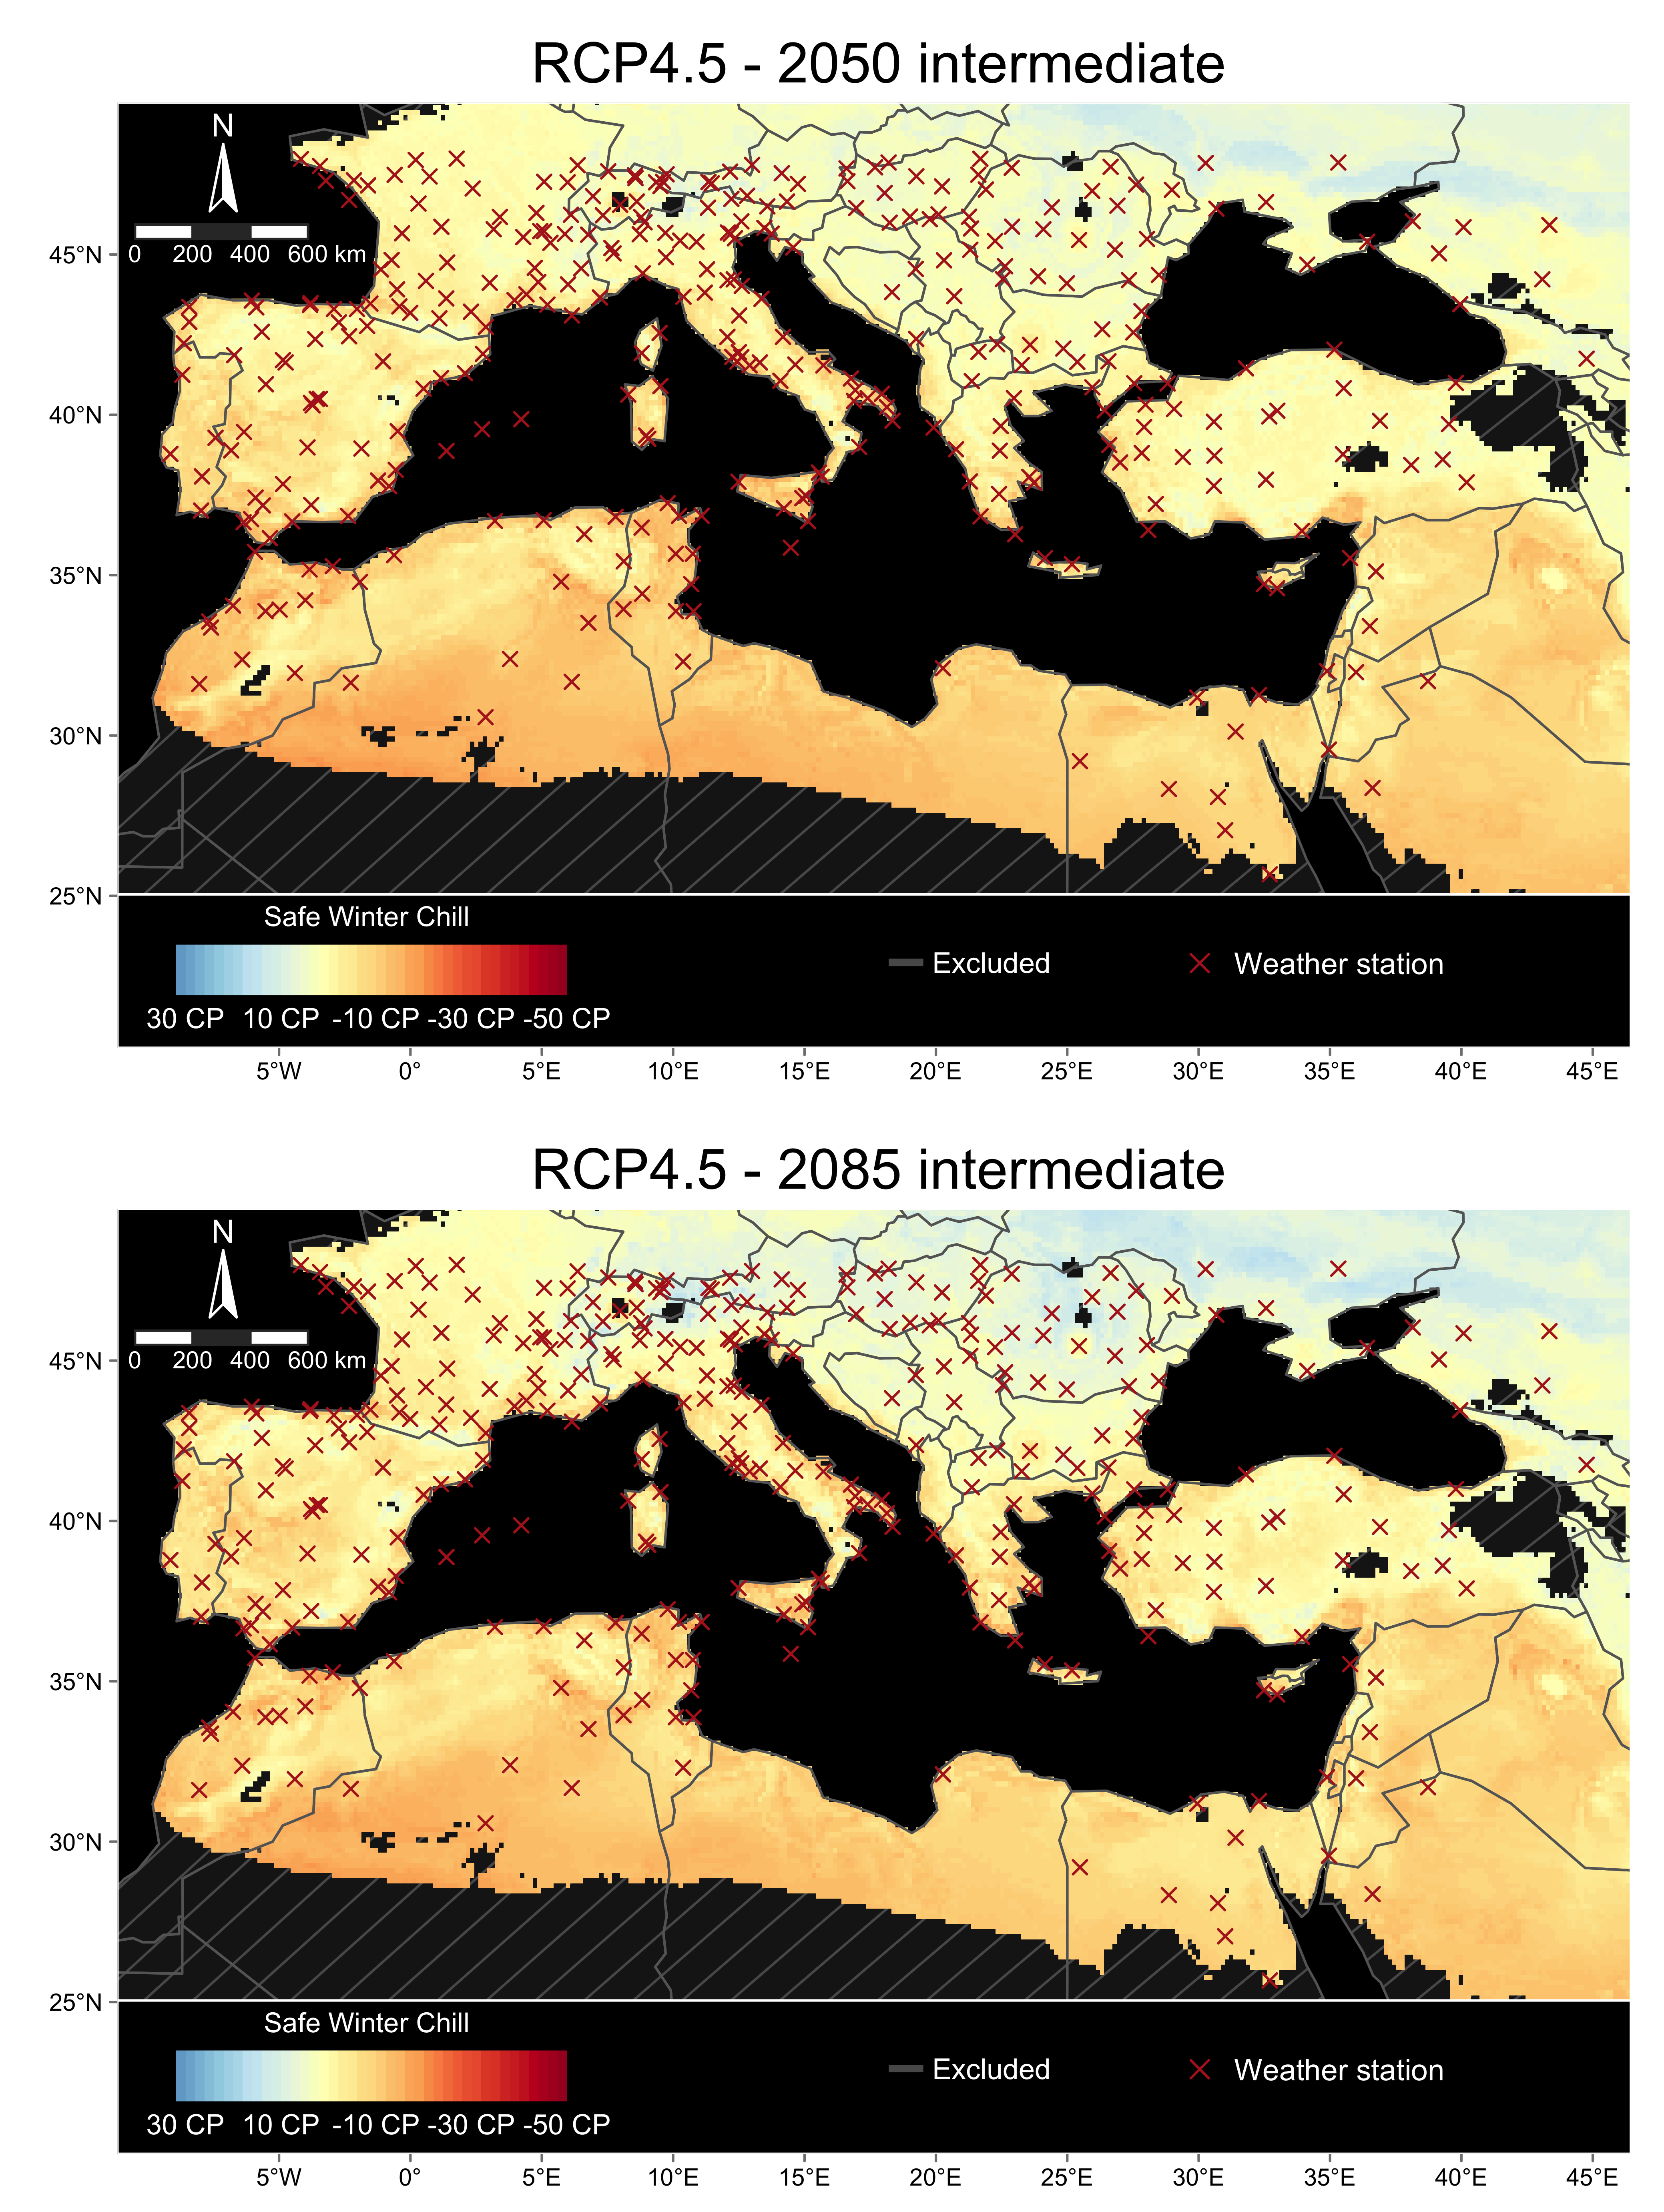 RCP4.5 - 2050 intermediate
N
0 200 400 600 km
45°N
40°N
35°N
30°N
25°N
Safe Winter Chill
Excluded
Weather station
30 CP 10 CP -10 CP -30 CP -50 CP
5°W 0° 5°E 10°E 15°E 20°E 25°E 30°E 35°E 40°E 45°E
RCP4.5 - 2085 intermediate
N
0 200 400 600 km
45°N
40°N
35°N
30°N
25°N
Safe Winter Chill
Excluded
Weather station
30 CP 10 CP -10 CP -30 CP -50 CP
5°W 0° 5°E 10°E 15°E 20°E 25°E 30°E 35°E 40°E 45°E